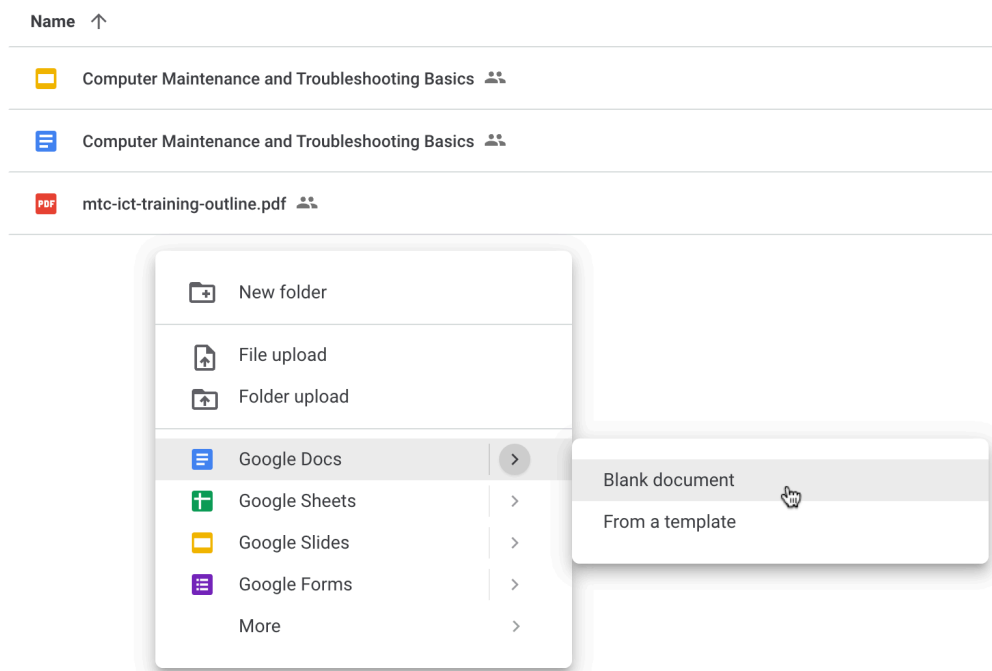 Name
Computer Maintenance and Troubleshooting Basics
Computer Maintenance and Troubleshooting Basics
PDF
mtc-ict-training-outline.pdf
New folder
File upload
Folder upload
Google Docs
Blank document
Google Sheets
From a template
Google Slides
Google Forms
More